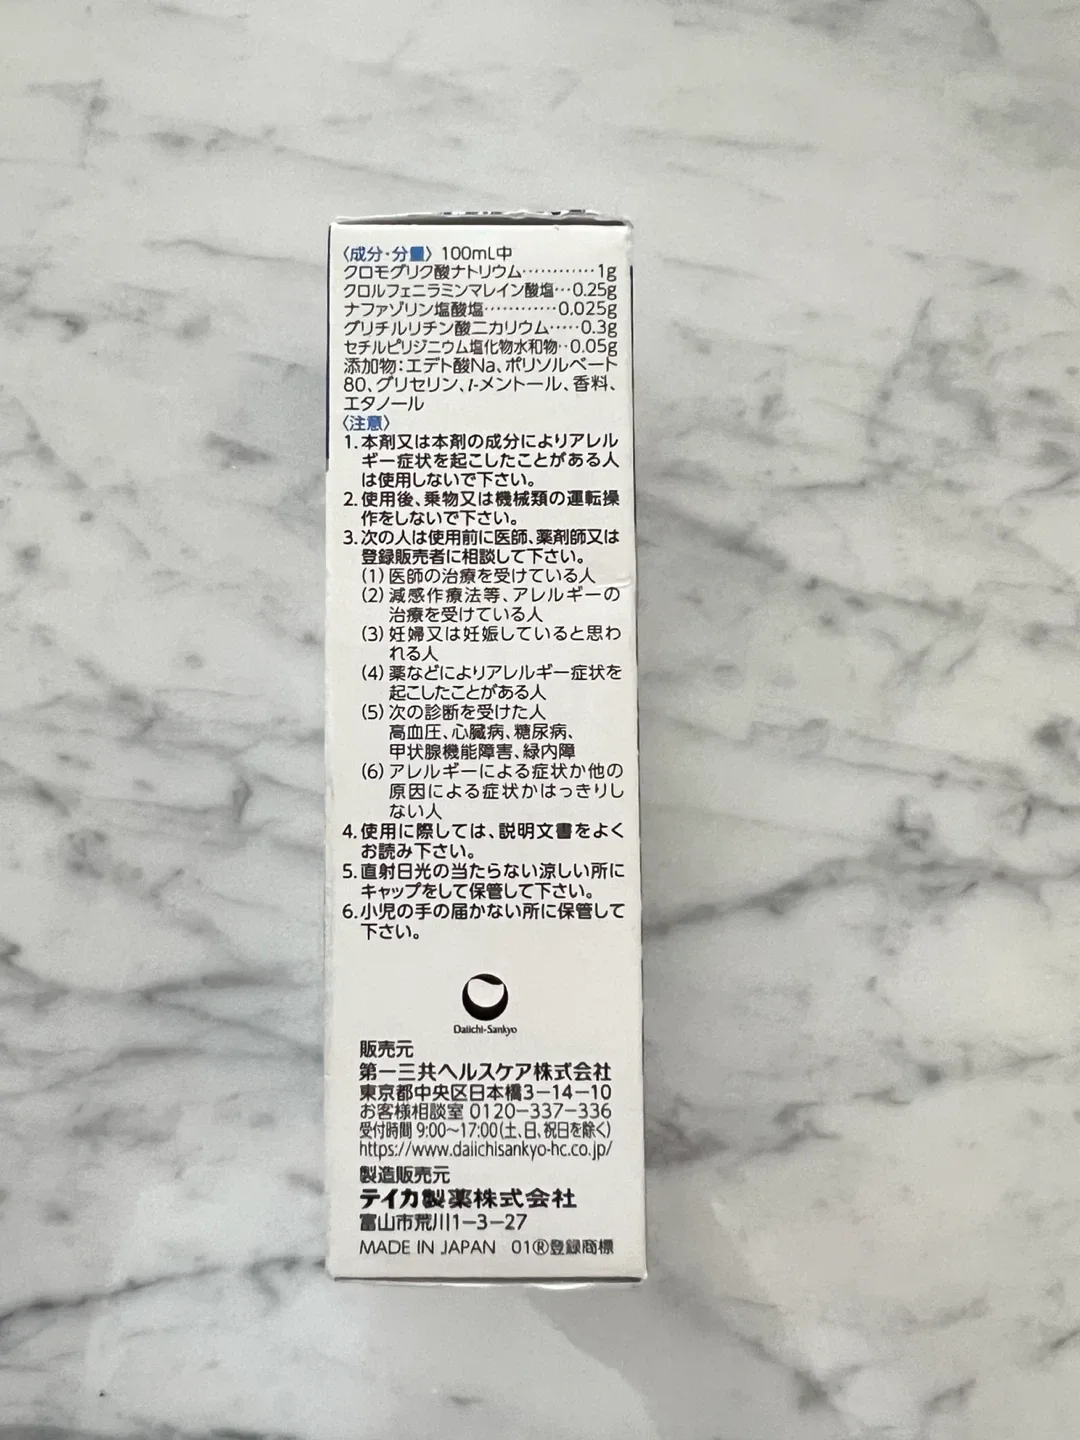 〈成分・分量〉 100mL中
クロモグリク酸ナトリウム…………1g
クロルフェニラミンマレイン酸塩…0.25g
ナファゾリン塩酸塩…………0.025g
グリチルリチン酸二カリウム……0.3g
セチルピリジニウム塩化物水和物‥0.05g
添加物：エデト酸Na、ポリソルベート
80、グリセリン、l-メントール、香料、
エタノール
〈注意〉
1.本剤又は本剤の成分によりアレル
ギー症状を起こしたことがある人
は使用しないで下さい。
2.使用後、乗物又は機械類の運転操
作をしないで下さい。
3.次の人は使用前に医師、薬剤師又は
登録販売者に相談して下さい。
(1)医師の治療を受けている人
(2)減感作療法等、アレルギーの
治療を受けている人
(3)妊婦又は妊娠していると思わ
れる人
(4)薬などによりアレルギー症状を
起こしたことがある人
(5)次の診断を受けた人
高血圧、心臓病、糖尿病、
甲状腺機能障害、緑内障
(6)アレルギーによる症状か他の
原因による症状かはっきりし
ない人
4.使用に際しては、説明文書をよく
お読み下さい。
5.直射日光の当たらない涼しい所に
キャップをして保管して下さい。
6.小児の手の届かない所に保管して
下さい。
Daiichi-Sankyo
販売元
第一三共ヘルスケア株式会社
東京都中央区日本橋3－14－10
お客様相談室 0120－337－336
受付時間 9:00～17:00(土、日、祝日を除く)
https://www.daiichisankyo-hc.co.jp/
製造販売元
テイカ製薬株式会社
富山市荒川1－3－27
MADE IN JAPAN 01®登録商標